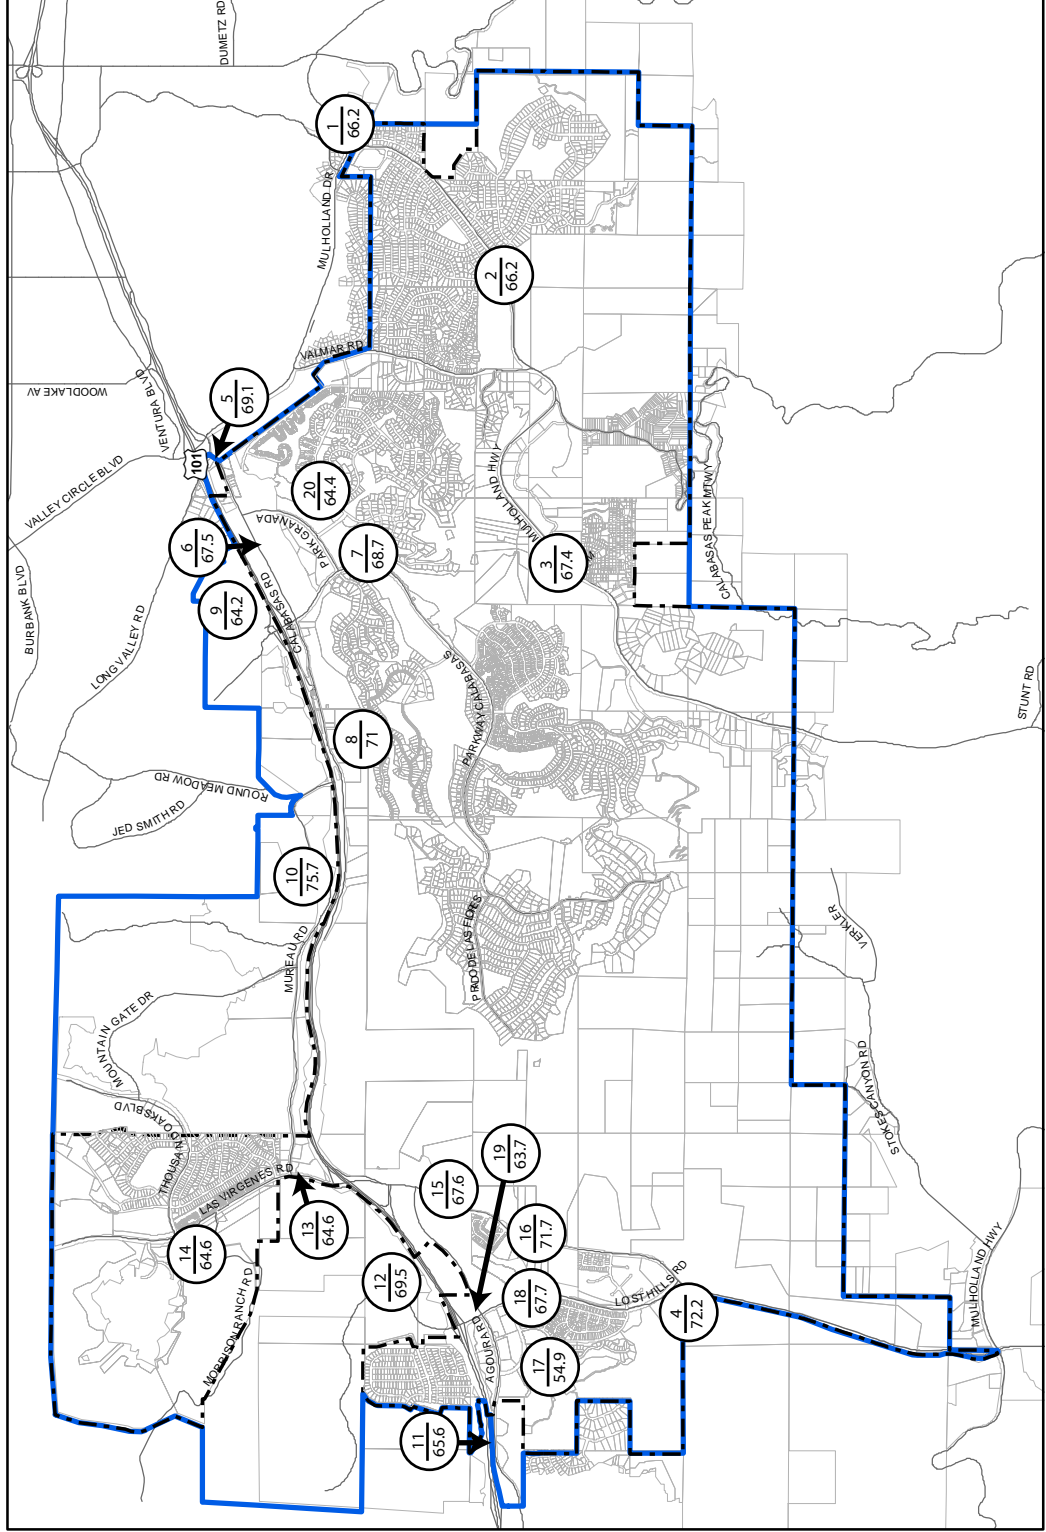 DUMETZ RD
1
66.2
MULHOLLAND DR
2
66.2
VALMAR RD
WOODLAKE AV
VENTURA BLVD
5
69.1
101
VALLEY CIRCLE BLVD
20
64.4
MULHOLLAND HWY
MULHOLLAND HWY
CALABASAS PEAK MTWY
6
67.5
PARK GRANADA
7
68.7
3
67.4
BURBANK BLVD
9
64.2
CALABASAS RD
LONG VALLEY RD
PARKWAY CALABASAS
STUNT RD
8
71
ROUND MEADOW RD
JED SMITH RD
10
75.7
MUREAU RD
PRADO DE LAS FLORES
VERKLER
MOUNTAIN GATE DR
THOUSAND OAKS BLVD
STOKES CANYON RD
LAS VIRGENES RD
19
63.7
15
67.6
13
64.6
16
71.7
14
64.6
12
69.5
18
67.7
LOST HILLS RD
4
72.2
MULHOLLAND HWY
MORRISON RANCH RD
AGOURA RD
17
54.9
11
65.6